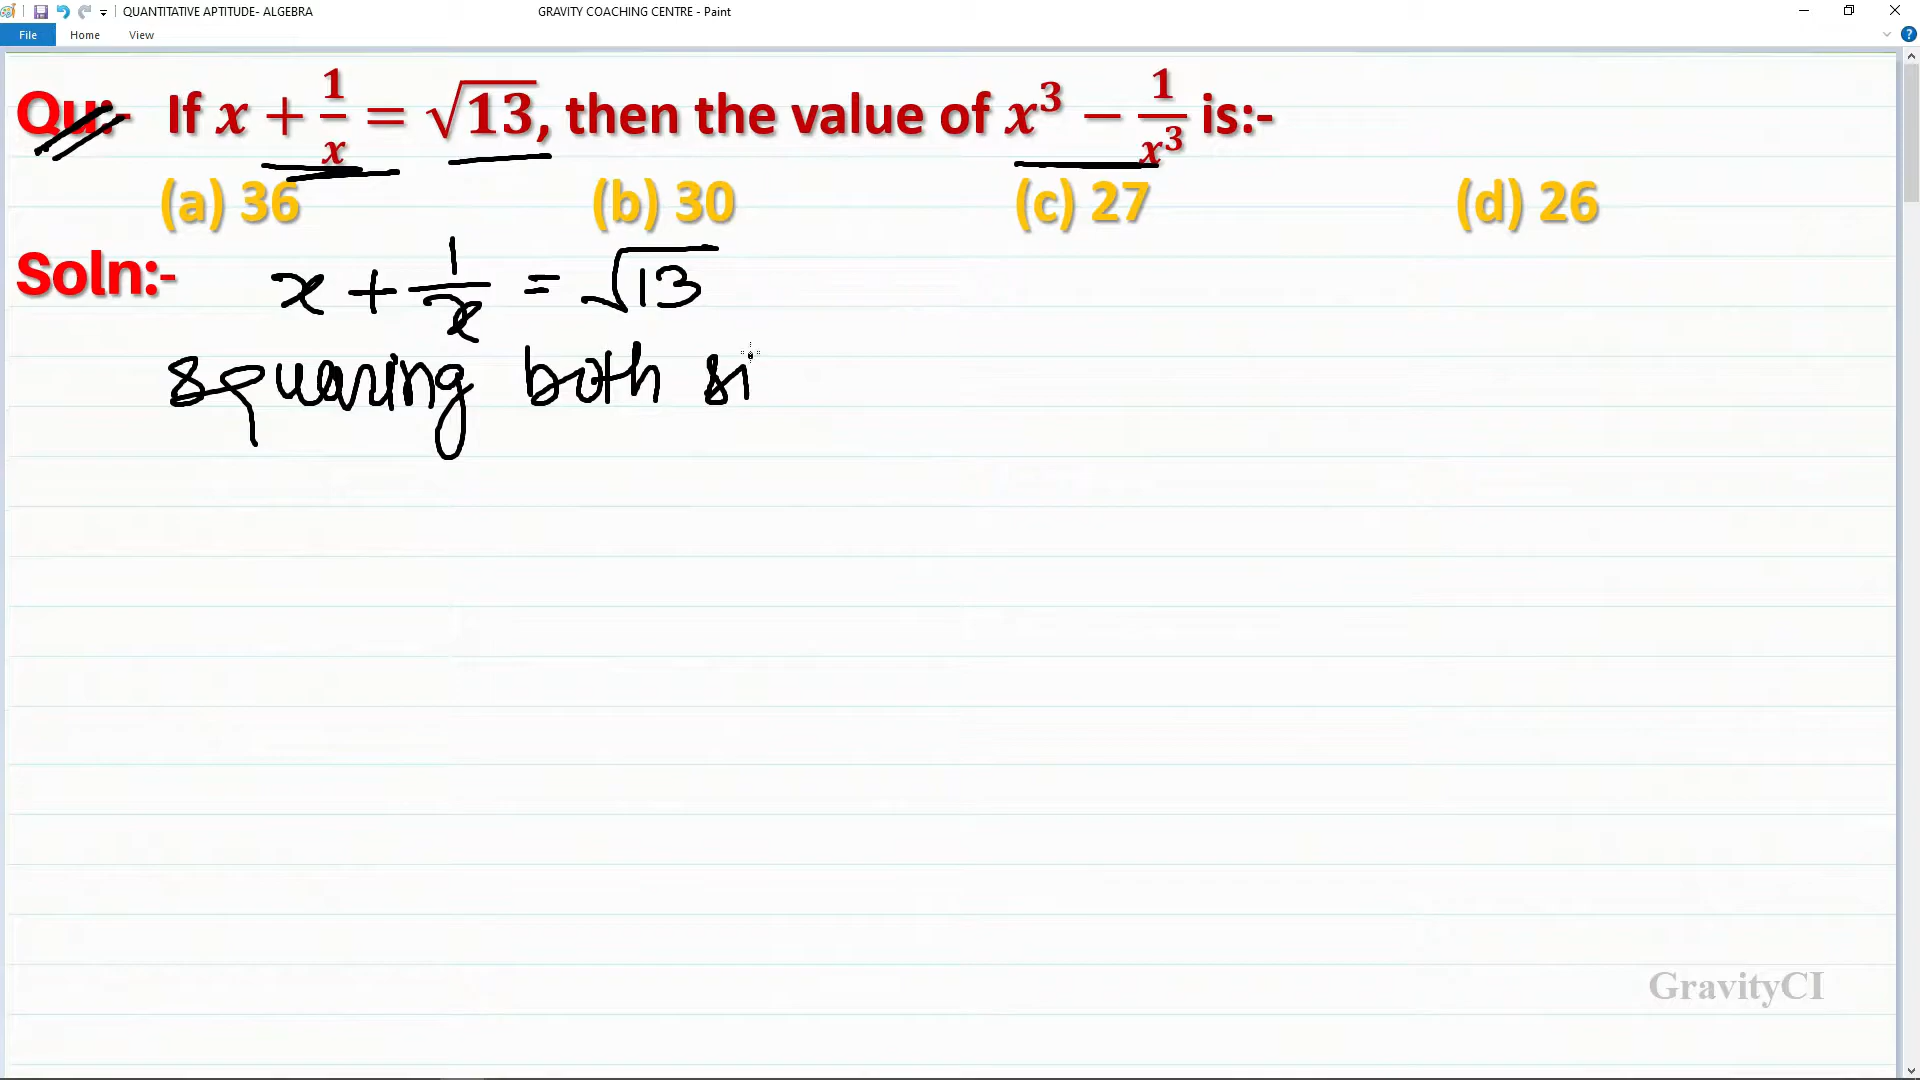 QUANTITATIVE APTITUDE- ALGEBRA GRAVITY COACHING CENTRE - Paint
File Home View
Qu:- If x + 1/x = √13, then the value of x³ − 1/x³ is:-
(a) 36 (b) 30 (c) 27 (d) 26
Soln:- x + 1/x = √13
squaring both si
GravityCI